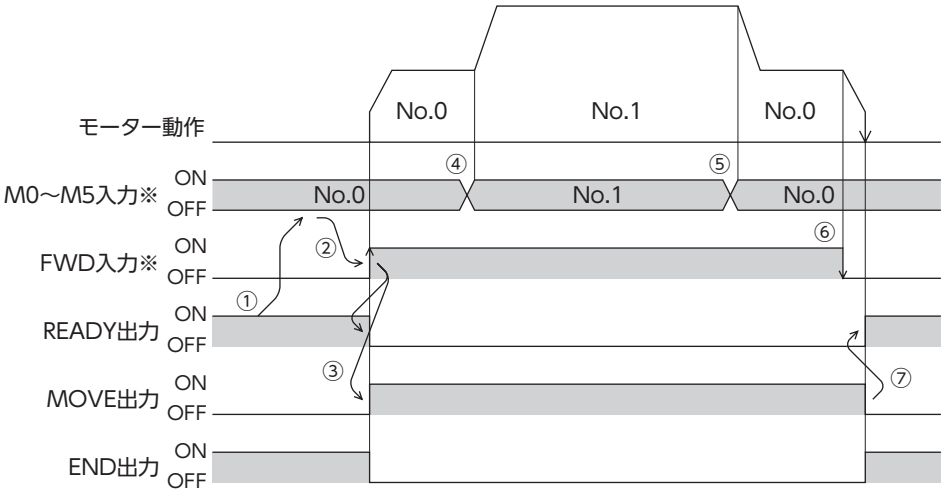 No.0
No.1
No.0
モーター動作
④
⑤
M0～M5入力※
ON
OFF
No.0
No.1
No.0
②
⑥
FWD入力※
ON
OFF
①
READY出力
ON
OFF
③
⑦
MOVE出力
ON
OFF
END出力
ON
OFF